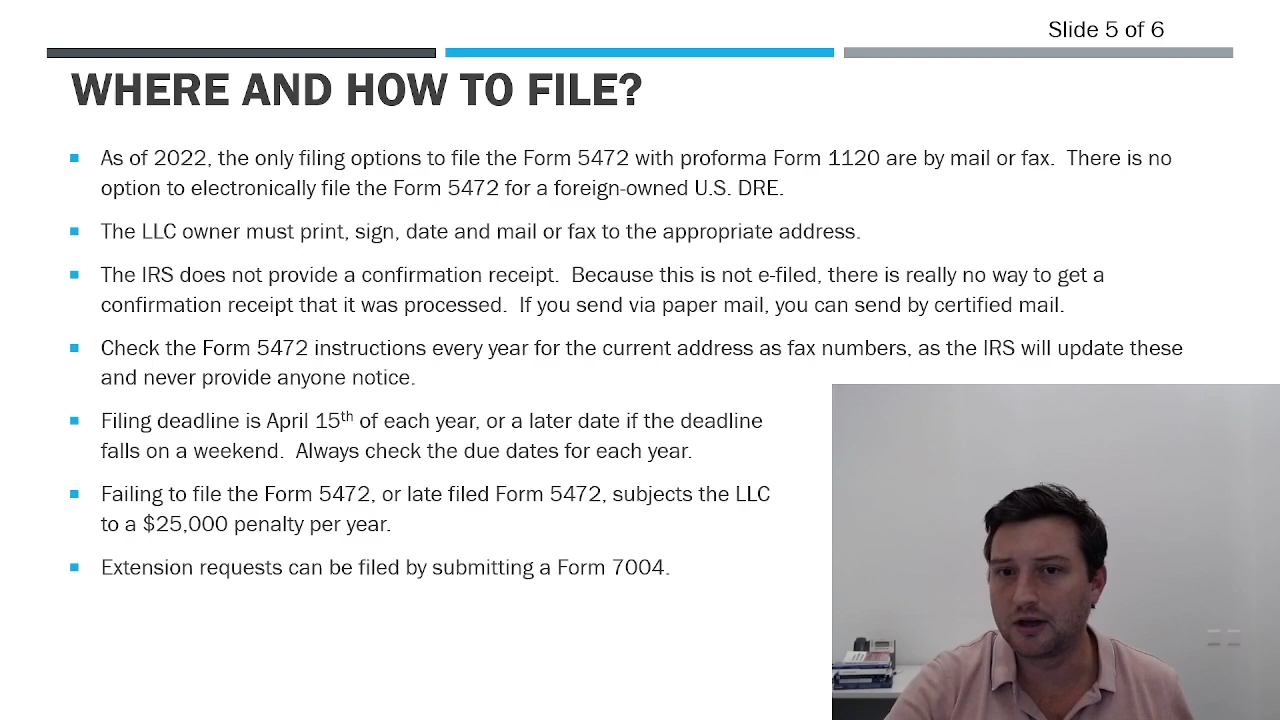 Slide 5 of 6
WHERE AND HOW TO FILE?
As of 2022, the only filing options to file the Form 5472 with proforma Form 1120 are by mail or fax.  There is no
option to electronically file the Form 5472 for a foreign-owned U.S. DRE.
The LLC owner must print, sign, date and mail or fax to the appropriate address.
The IRS does not provide a confirmation receipt.  Because this is not e-filed, there is really no way to get a
confirmation receipt that it was processed.  If you send via paper mail, you can send by certified mail.
Check the Form 5472 instructions every year for the current address as fax numbers, as the IRS will update these
and never provide anyone notice.
Filing deadline is April 15th of each year, or a later date if the deadline
falls on a weekend.  Always check the due dates for each year.
Failing to file the Form 5472, or late filed Form 5472, subjects the LLC
to a $25,000 penalty per year.
Extension requests can be filed by submitting a Form 7004.